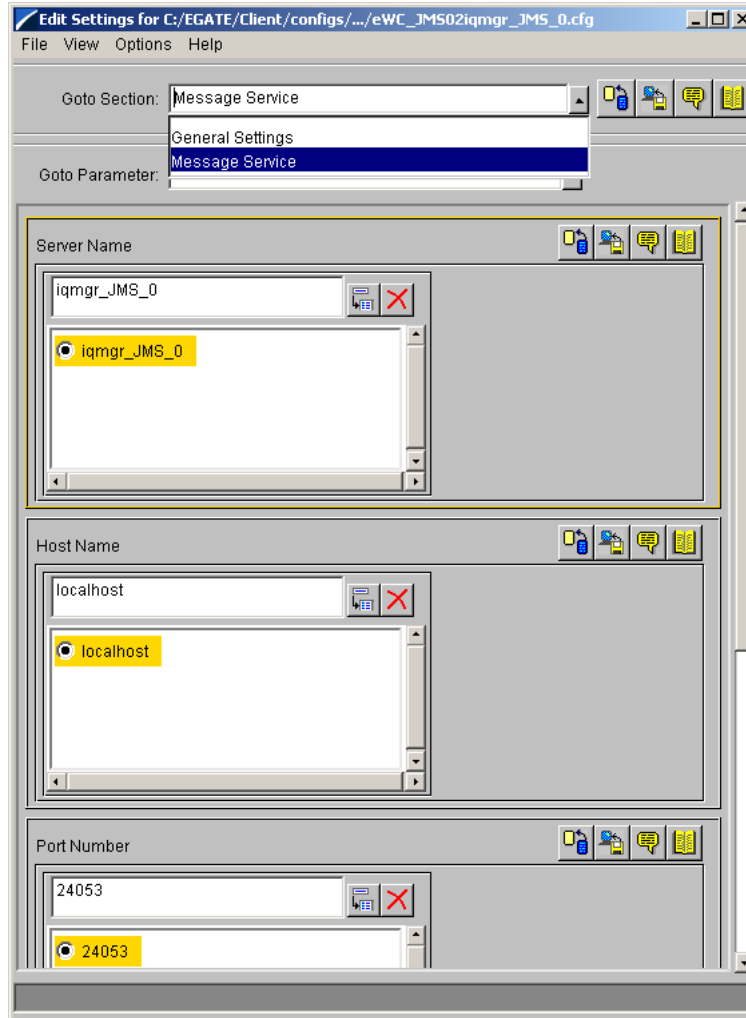 Edit Settings for C:/EGATE/Client/configs/.../eWC_JMS02iqmgr_JMS_0.cfg
File View Options Help
Goto Section: Message Service
General Settings
Message Service
Goto Parameter:
Server Name
iqmgr_JMS_0
iqmgr_JMS_0
Host Name
localhost
localhost
Port Number
24053
24053